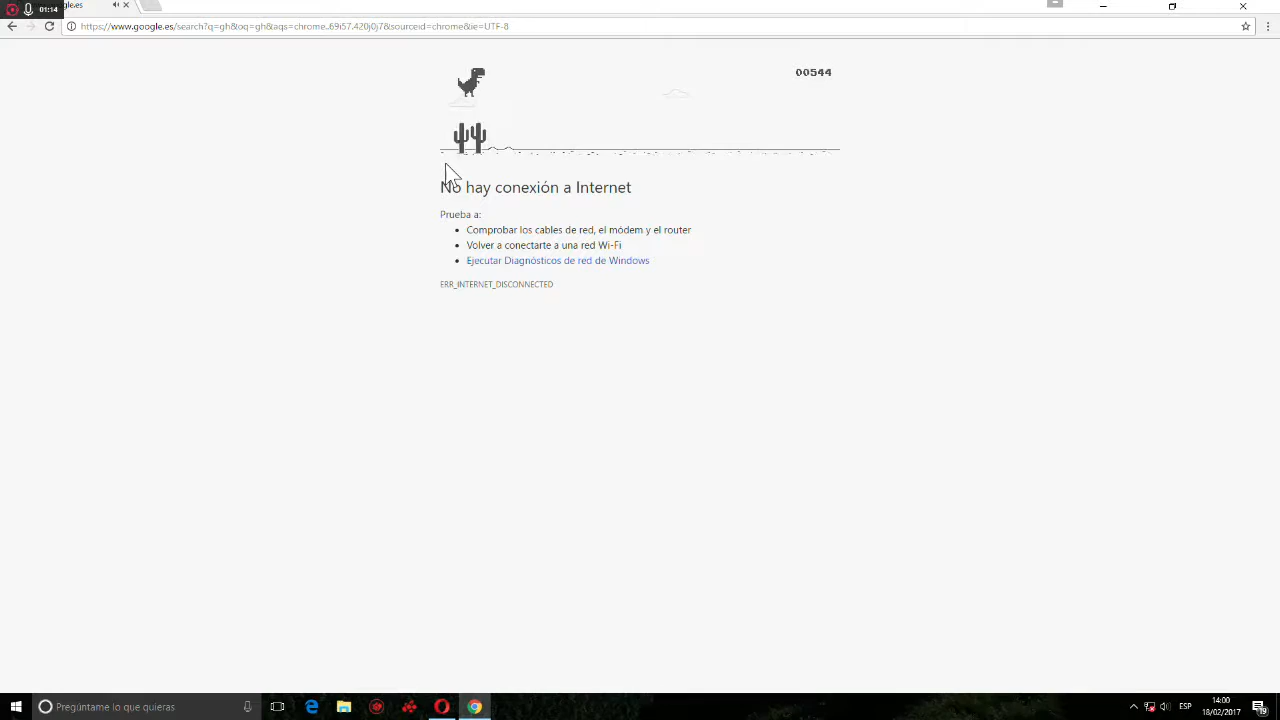 01:14
gle.es
https://www.google.es/search?q=gh&oq=gh&aqs=chrome..69i57.420j0j7&sourceid=chrome&ie=UTF-8
00544
No hay conexión a Internet
Prueba a:
Comprobar los cables de red, el módem y el router
Volver a conectarte a una red Wi-Fi
Ejecutar Diagnósticos de red de Windows
ERR_INTERNET_DISCONNECTED
Pregúntame lo que quieras
ESP
14:00
18/02/2017